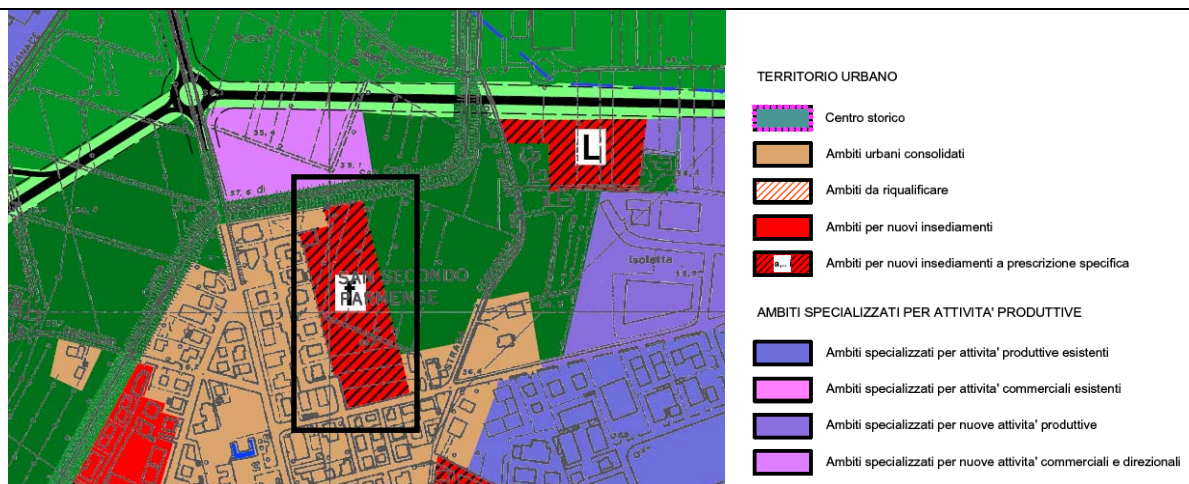 TERRITORIO URBANO
Centro storico
Ambiti urbani consolidati
Ambiti da riqualificare
Ambiti per nuovi insediamenti
a,.. i
Ambiti per nuovi insediamenti a prescrizione specifica
AMBITI SPECIALIZZATI PER ATTIVITA' PRODUTTIVE
Ambiti specializzati per attivita' produttive esistenti
Ambiti specializzati per attivita' commerciali esistenti
Ambiti specializzati per nuove attivita' produttive
Ambiti specializzati per nuove attivita' commerciali e direzionali
L
Isoletta
SAN SECONDO
f